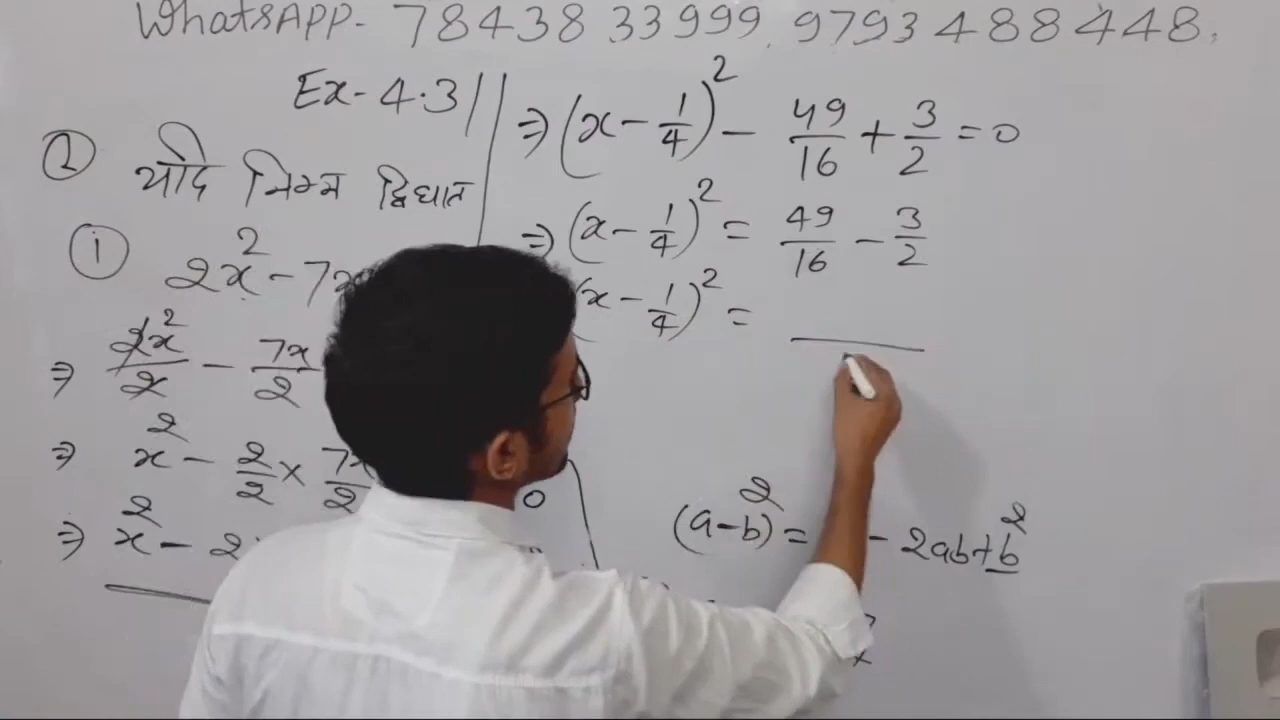 WhatsAPP- 7843833999, 9793488448,
Ex- 4.3
② यदि निम्न द्विघात
① 2x² - 7x
⇒ 2x²/2 - 7x/2
⇒ x² - 2/2 × 7x/2
⇒ x² - 2
⇒ (x - 1/4)² - 49/16 + 3/2 = 0
⇒ (x - 1/4)² = 49/16 - 3/2
(x - 1/4)² =
0
(a-b)² = - 2ab+b²